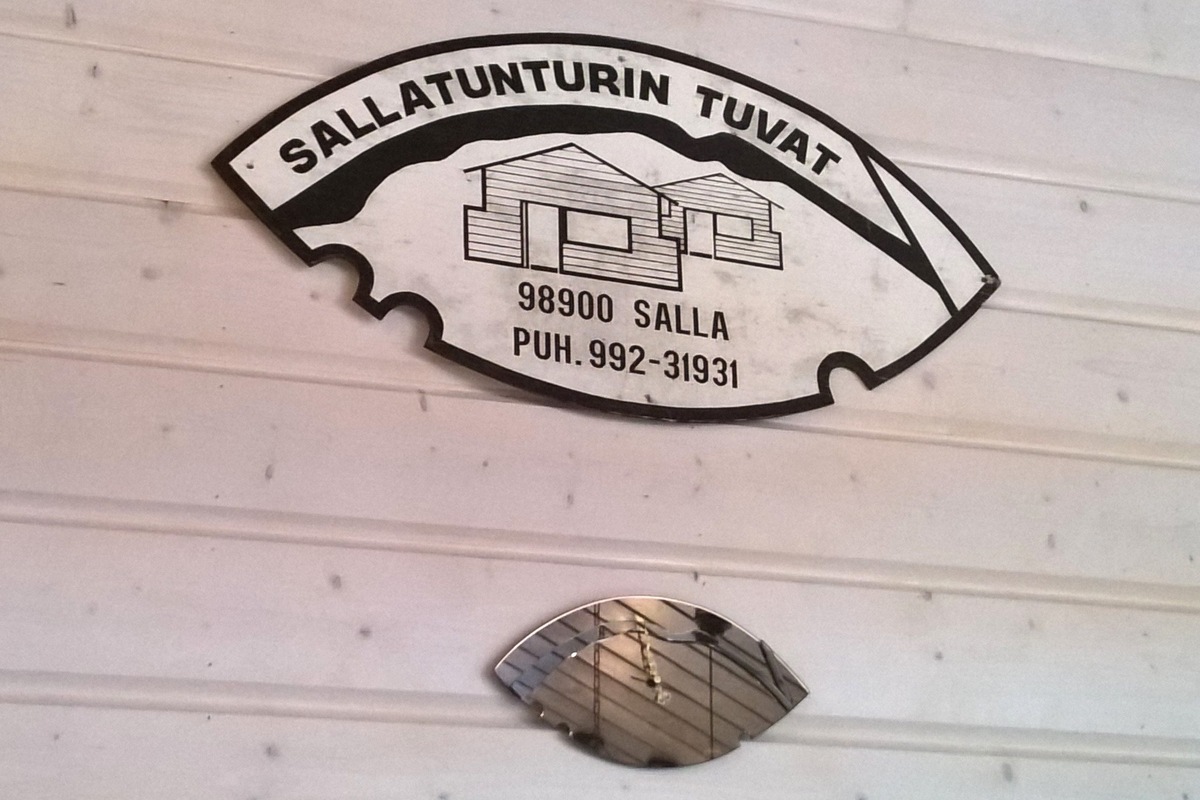 SALLATUNTURIN TUVAT
98900 SALLA
PUH. 992-31931